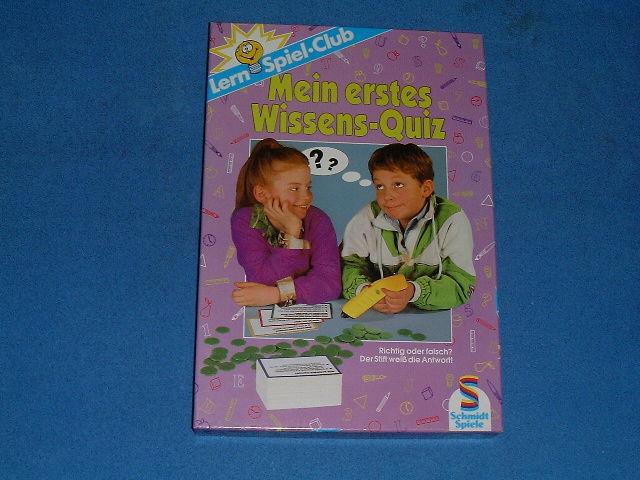 Lern Spiel-Club
Mein erstes
Wissens-Quiz
? ?
Richtig oder falsch?
Der Stift weiß die Antwort!
Schmidt
Spiele